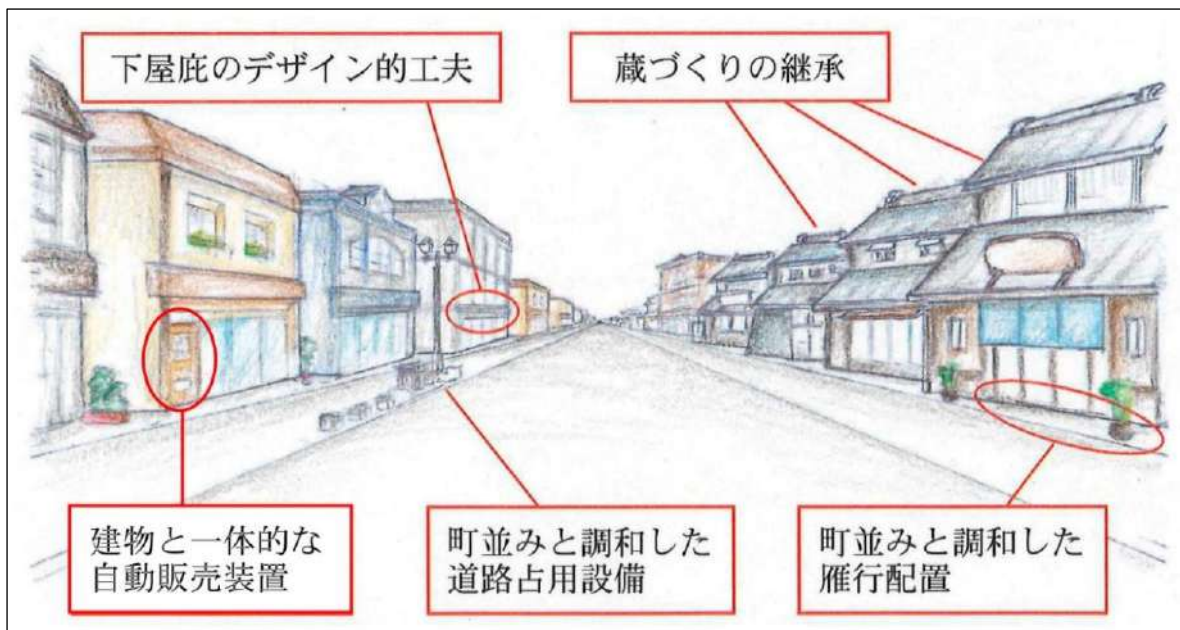 下屋庇のデザイン的工夫
蔵づくりの継承
建物と一体的な
自動販売装置
町並みと調和した
道路占用設備
町並みと調和した
雁行配置